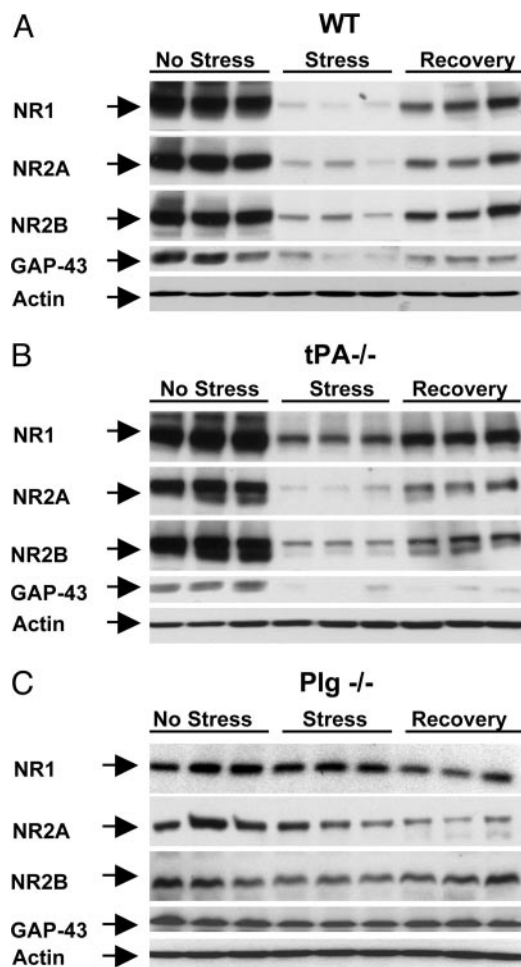 A
WT
No Stress Stress Recovery
NR1
NR2A
NR2B
GAP-43
Actin
B
tPA-/-
No Stress Stress Recovery
NR1
NR2A
NR2B
GAP-43
Actin
C
Plg -/-
No Stress Stress Recovery
NR1
NR2A
NR2B
GAP-43
Actin